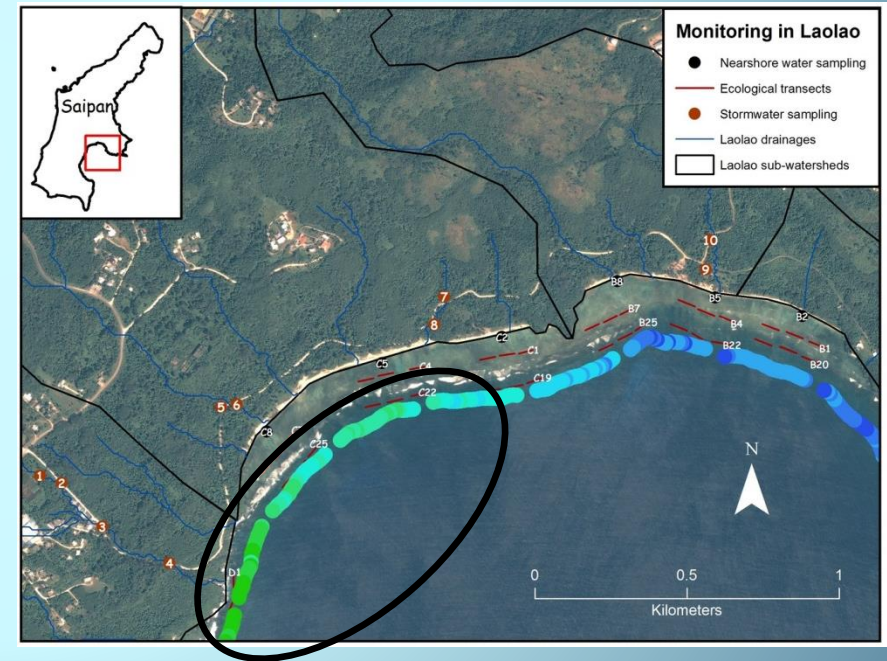 Saipan
Monitoring in Laolao
Nearshore water sampling
Ecological transects
Stormwater sampling
Laolao drainages
Laolao sub-watersheds
10
9
B8
B5
B2
7
B7
B4
8
B25
C2
B22
B1
C1
B20
C5
C4
C19
C22
5 6
C8
C25
1
2
3
4
D1
N
0 0.5 1
Kilometers